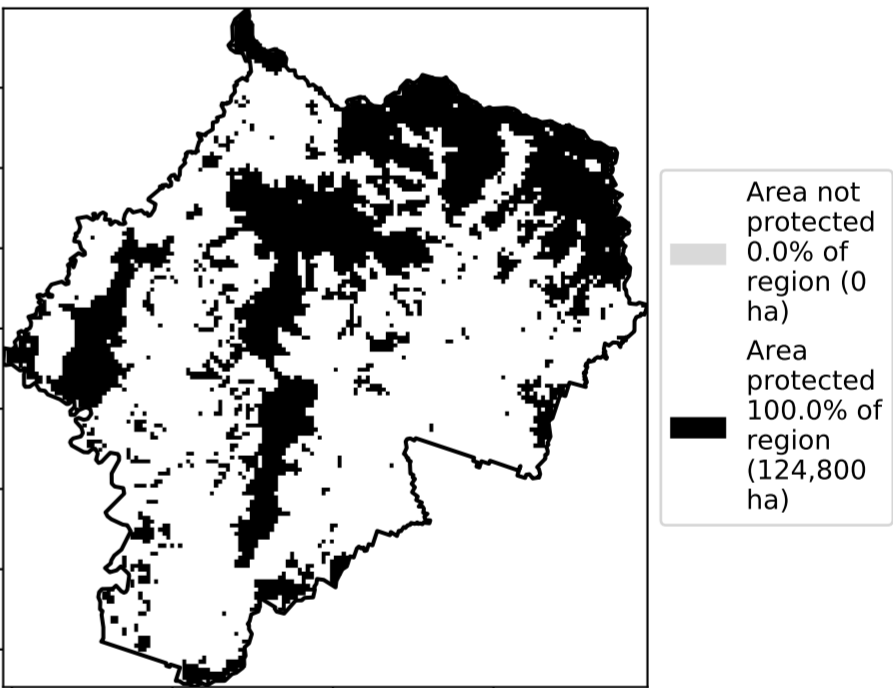 Area not
protected
0.0% of
region (0
ha)
Area
protected
100.0% of
region
(124,800
ha)